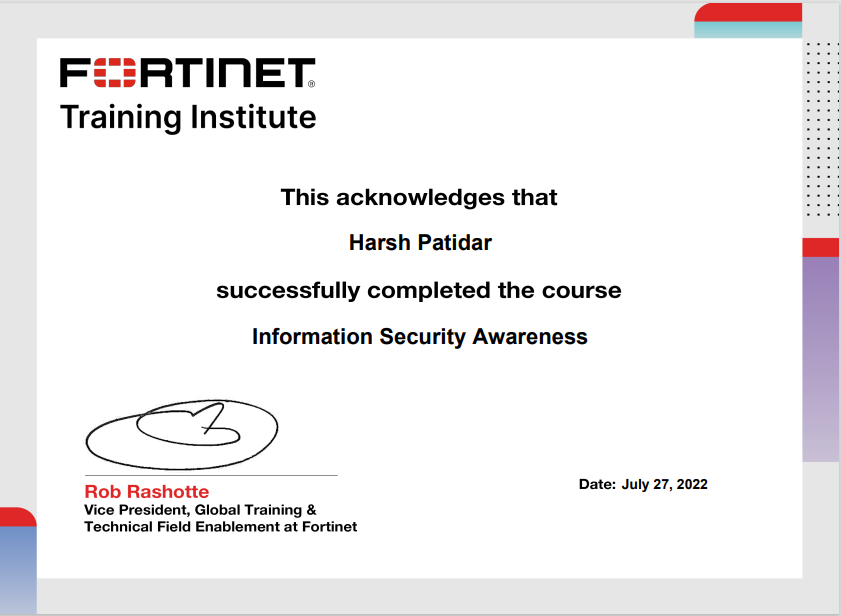 FORTINET®
Training Institute
This acknowledges that
Harsh Patidar
successfully completed the course
Information Security Awareness
Rob Rashotte
Vice President, Global Training &
Technical Field Enablement at Fortinet
Date: July 27, 2022